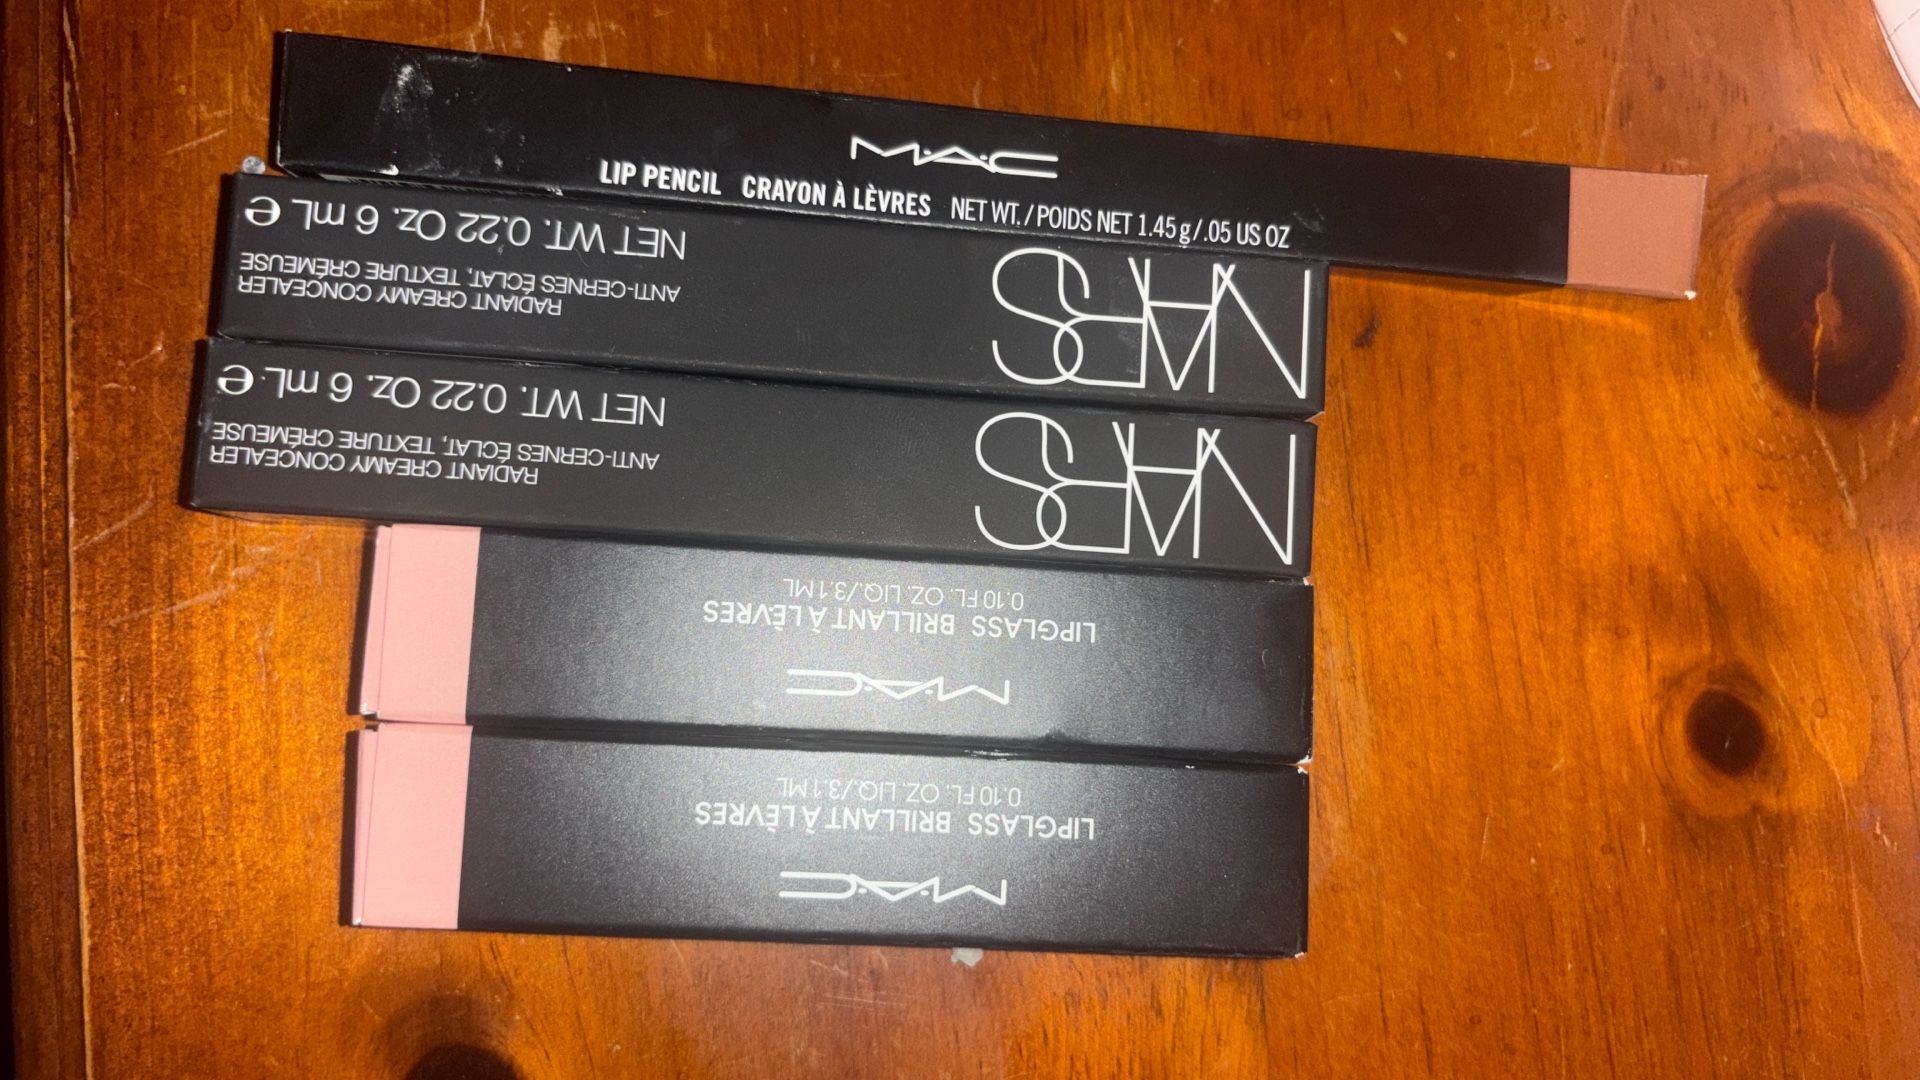 M·A·C
LIP PENCIL CRAYON À LÈVRES NET WT. / POIDS NET 1.45 g / .05 US OZ
NARS
RADIANT CREAMY CONCEALER
ANTI-CERNES ÉCLAT, TEXTURE CRÉMEUSE
NET WT. 0.22 Oz. 6 mL e
NARS
RADIANT CREAMY CONCEALER
ANTI-CERNES ÉCLAT, TEXTURE CRÉMEUSE
NET WT. 0.22 Oz. 6 mL e
M·A·C
LIPGLASS BRILLANT À LÈVRES
0.10 FL. OZ. LIQ./3.1 ML
M·A·C
LIPGLASS BRILLANT À LÈVRES
0.10 FL. OZ. LIQ./3.1 ML